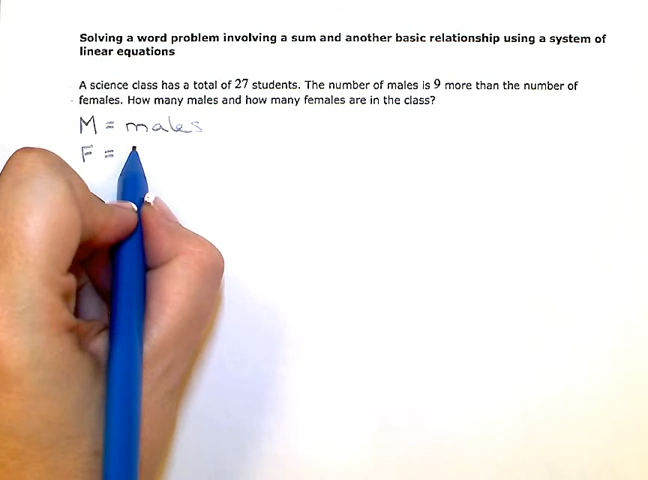 Solving a word problem involving a sum and another basic relationship using a system of
linear equations
A science class has a total of 27 students. The number of males is 9 more than the number of
females. How many males and how many females are in the class?
M = males
F =